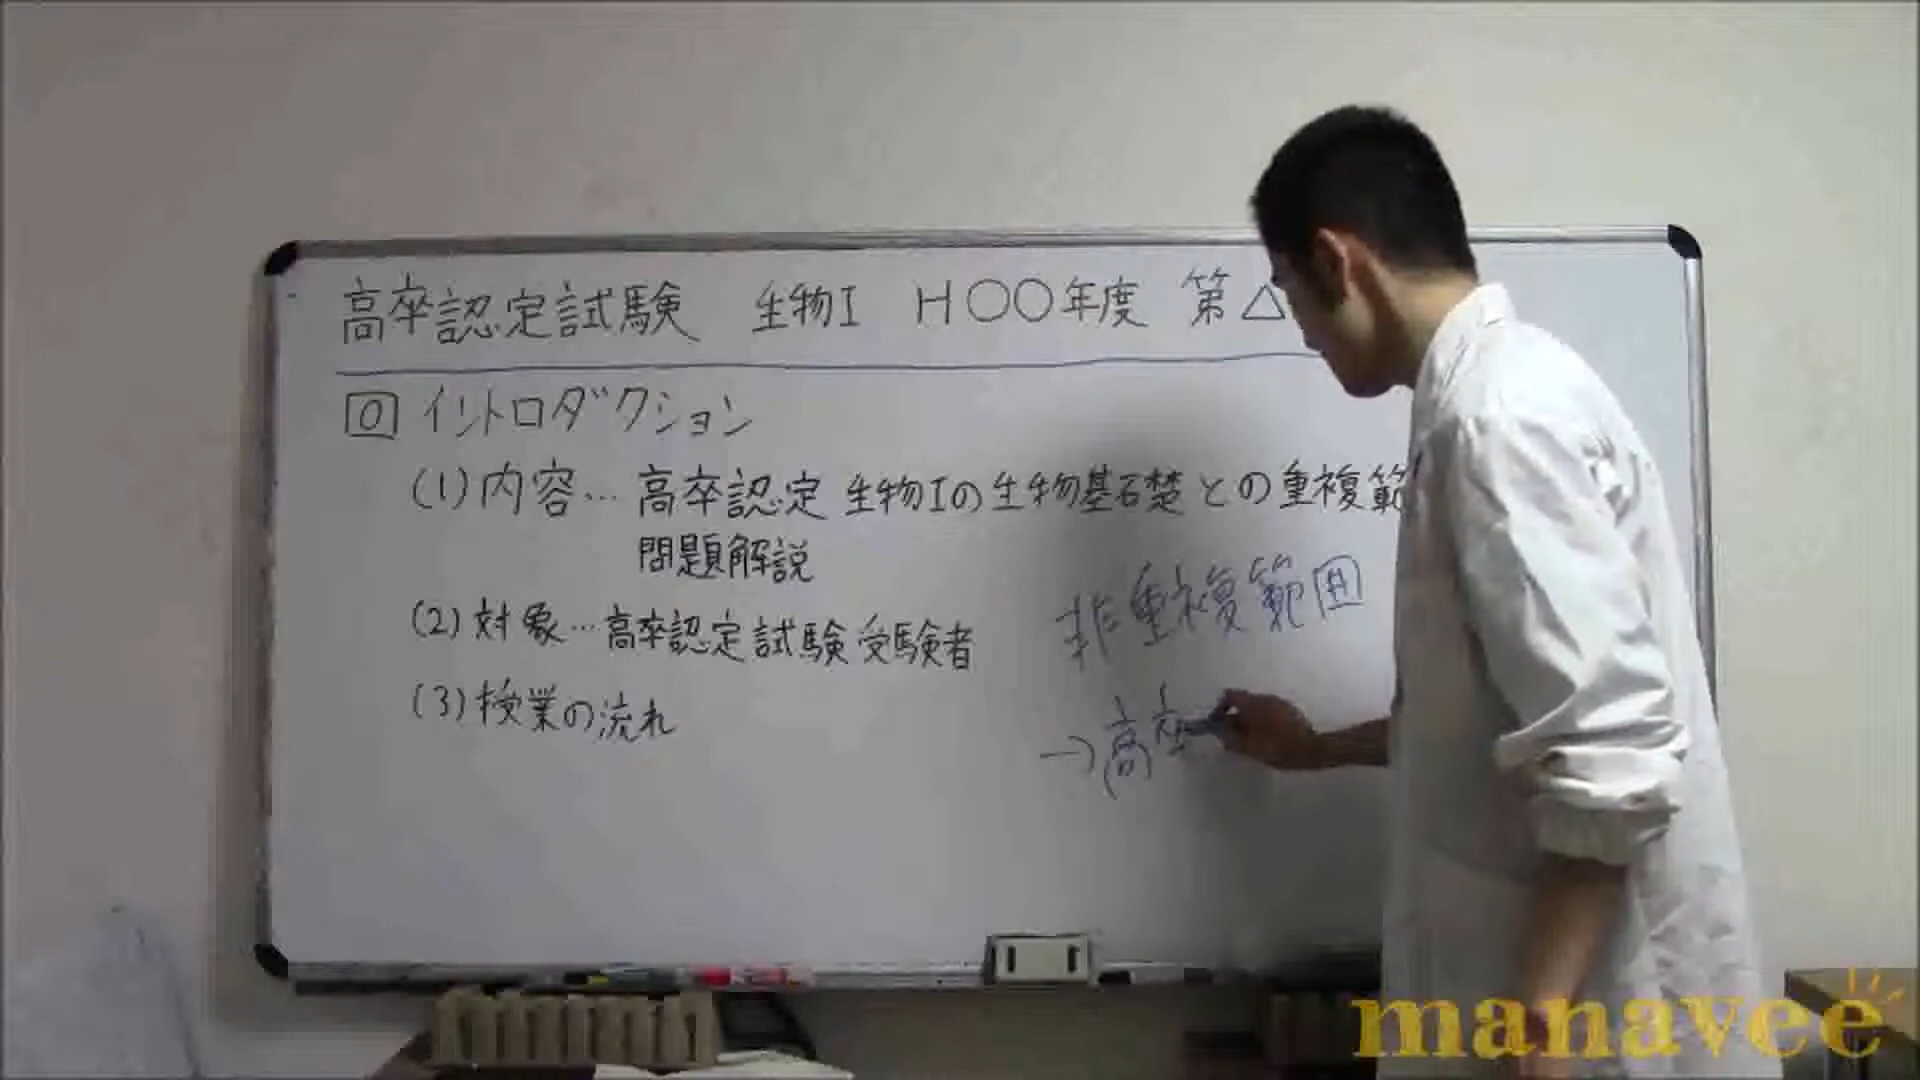 高卒認定試験 生物I H○○年度 第△
0 イントロダクション
(1)内容… 高卒認定 生物Iの生物基礎との重複範
問題解説
(2)対象…高卒認定試験受験者
(3)授業の流れ
非重複範囲
→高卒
manavee